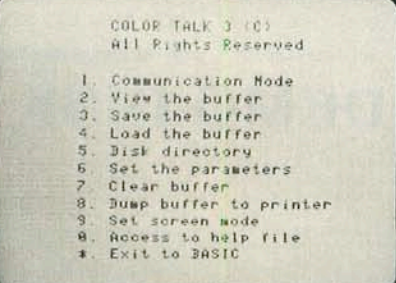 COLOR TALK 3 (C)
All Rights Reserved
1. Communication Mode
2. View the buffer
3. Save the buffer
4. Load the buffer
5. Disk directory
6. Set the parameters
7. Clear buffer
8. Dump buffer to printer
9. Set screen mode
0. Access to help file
*. Exit to BASIC